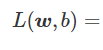 L(w, b) =